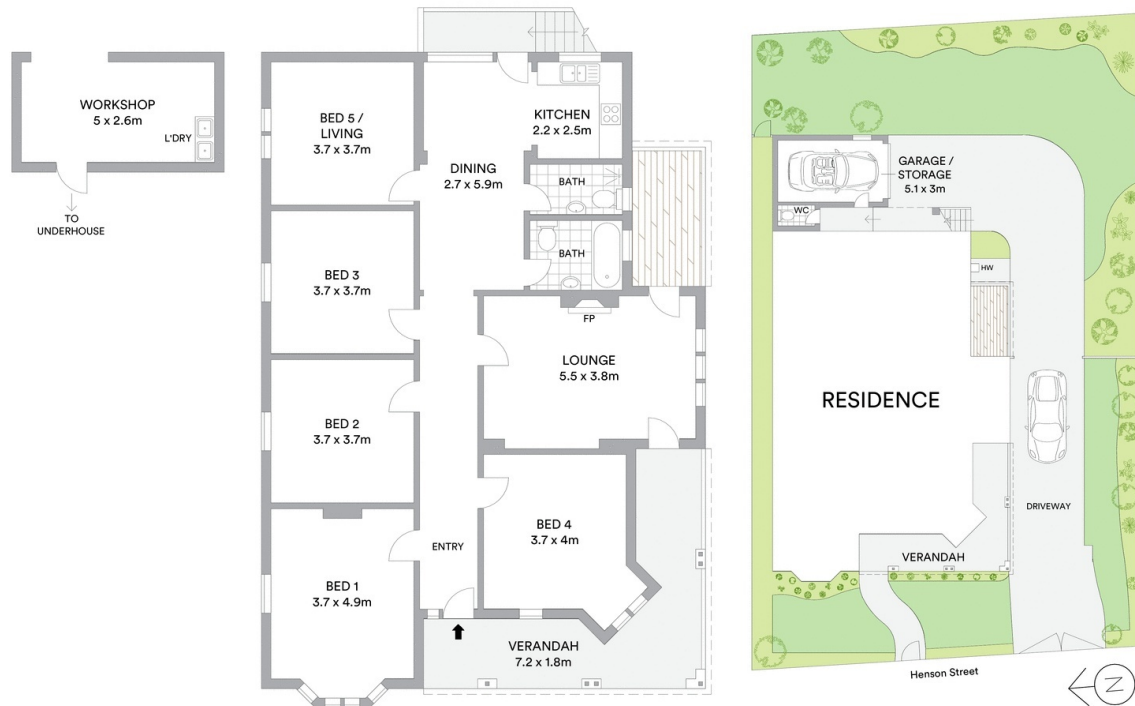 WORKSHOP
5 x 2.6m
L'DRY
TO
UNDERHOUSE
BED 5 /
LIVING
3.7 x 3.7m
KITCHEN
2.2 x 2.5m
DINING
2.7 x 5.9m
BATH
BATH
BED 3
3.7 x 3.7m
FP
LOUNGE
5.5 x 3.8m
BED 2
3.7 x 3.7m
BED 4
3.7 x 4m
ENTRY
BED 1
3.7 x 4.9m
VERANDAH
7.2 x 1.8m
GARAGE /
STORAGE
5.1 x 3m
WC
HW
RESIDENCE
DRIVEWAY
VERANDAH
Henson Street
N